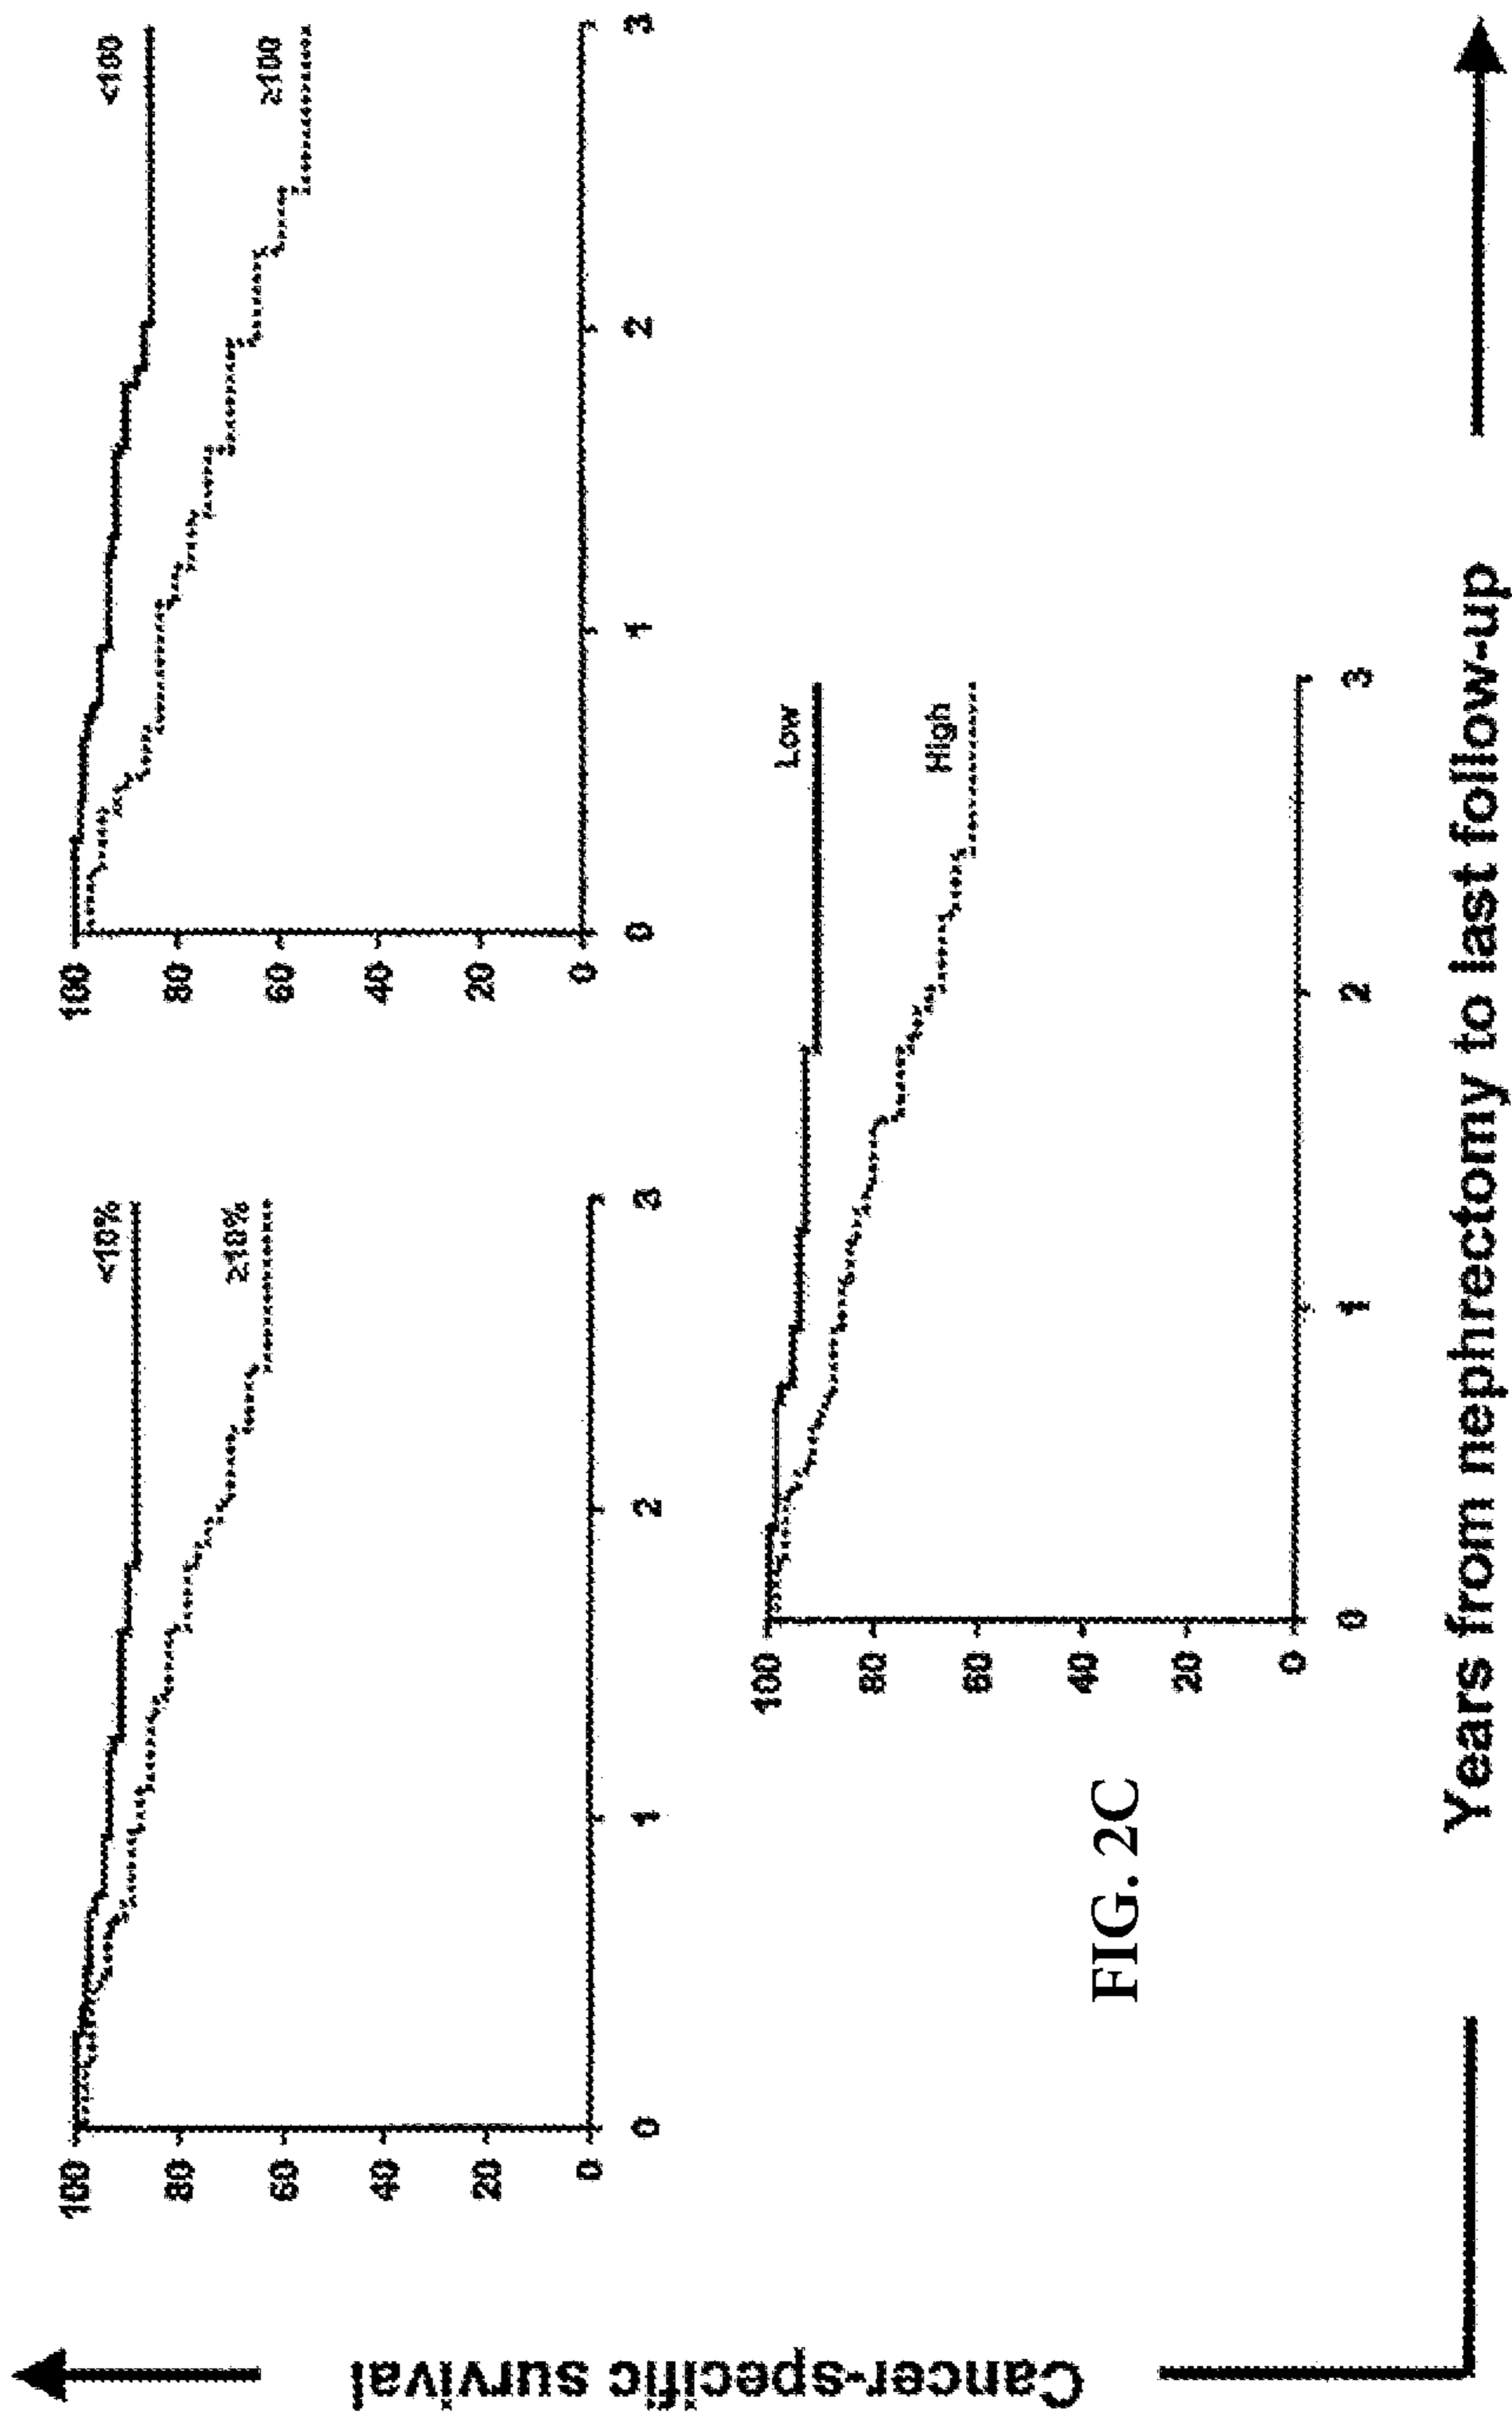 Cancer-specific survival
100
80
60
40
20
0
<10%
≥10%
0 1 2 3
100
80
60
40
20
0
<100
≥100
0 1 2 3
FIG. 2C
100
80
60
40
20
0
Low
High
0 1 2 3
Years from nephrectomy to last follow-up